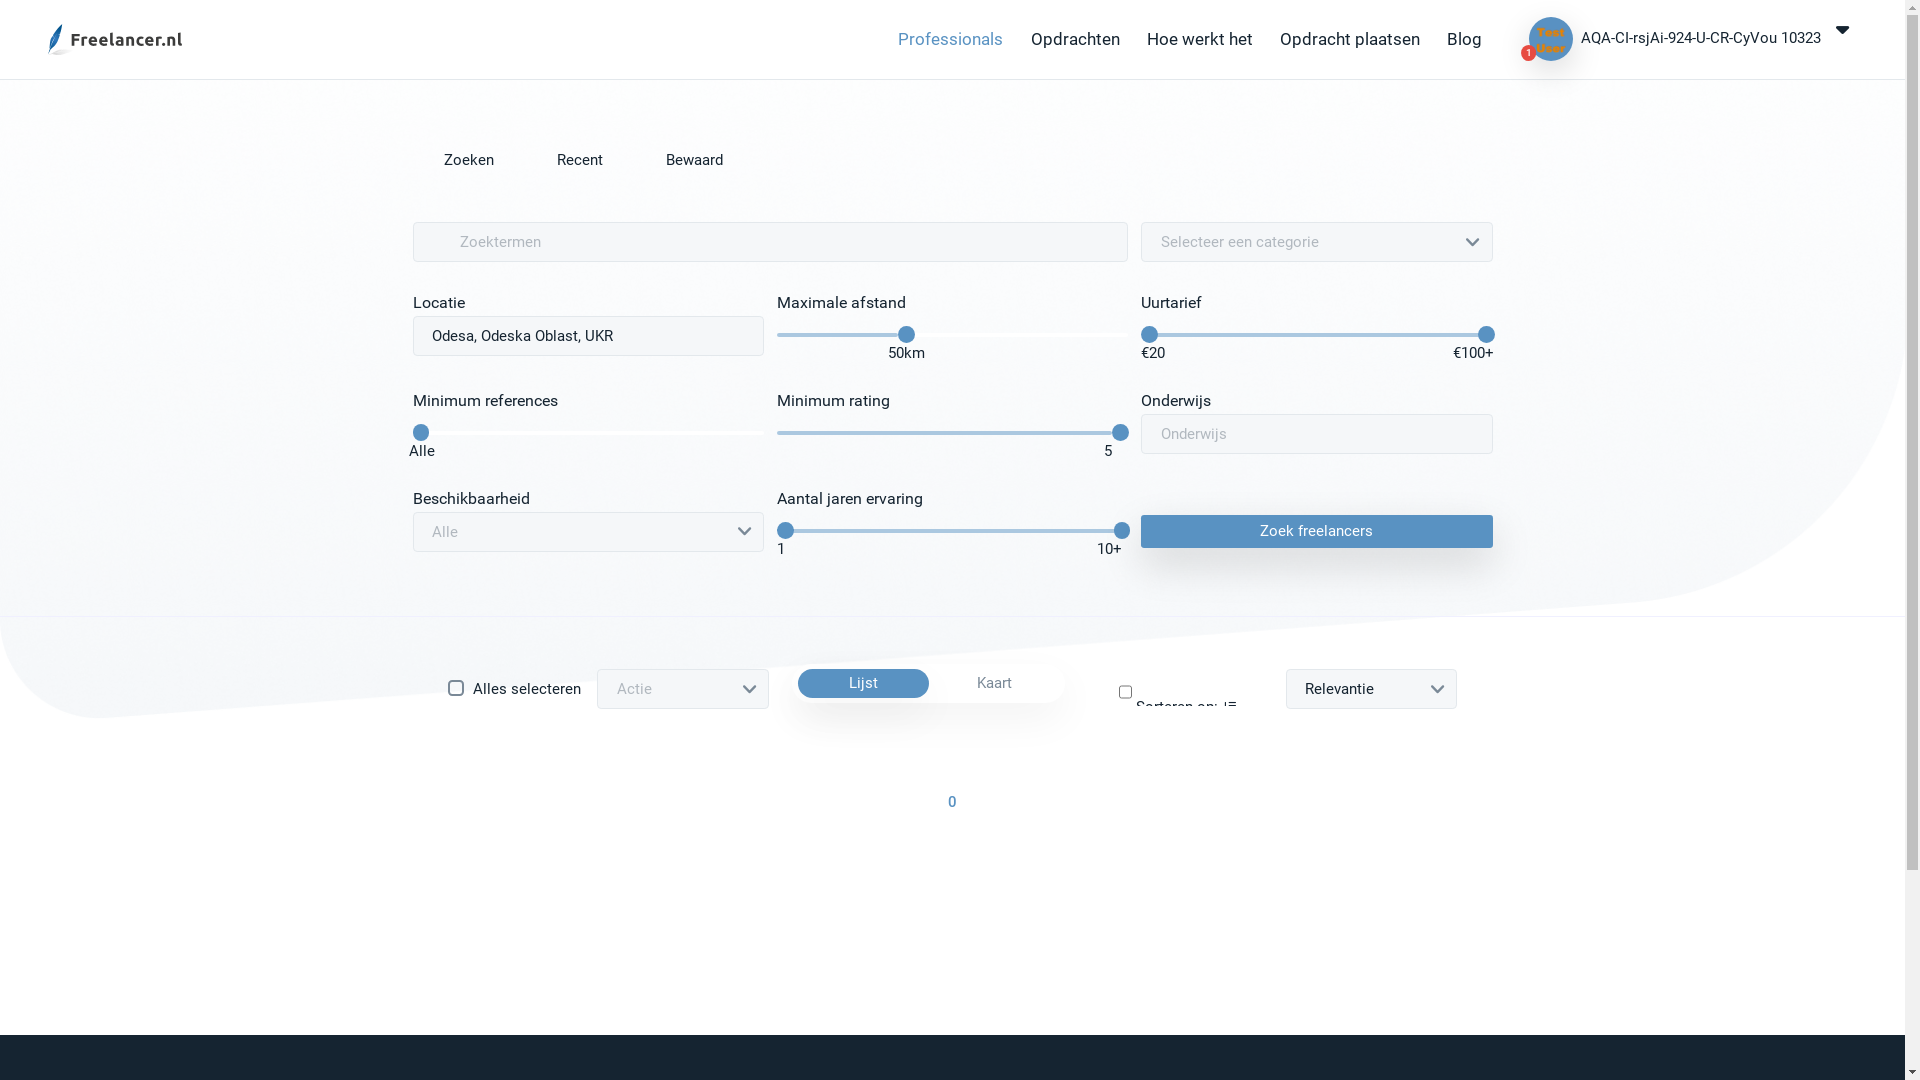 Freelancer.nl
Professionals
Opdrachten
Hoe werkt het
Opdracht plaatsen
Blog
Test User
1
AQA-CI-rsjAi-924-U-CR-CyVou 10323
Zoeken
Recent
Bewaard
Zoektermen
Selecteer een categorie
Locatie
Maximale afstand
Uurtarief
Odesa, Odeska Oblast, UKR
50km
€20
€100+
Minimum references
Minimum rating
Onderwijs
Onderwijs
Alle
5
Beschikbaarheid
Aantal jaren ervaring
Alle
Zoek freelancers
1
10+
Alles selecteren
Actie
Lijst
Kaart
Sorteren op:
Relevantie
0